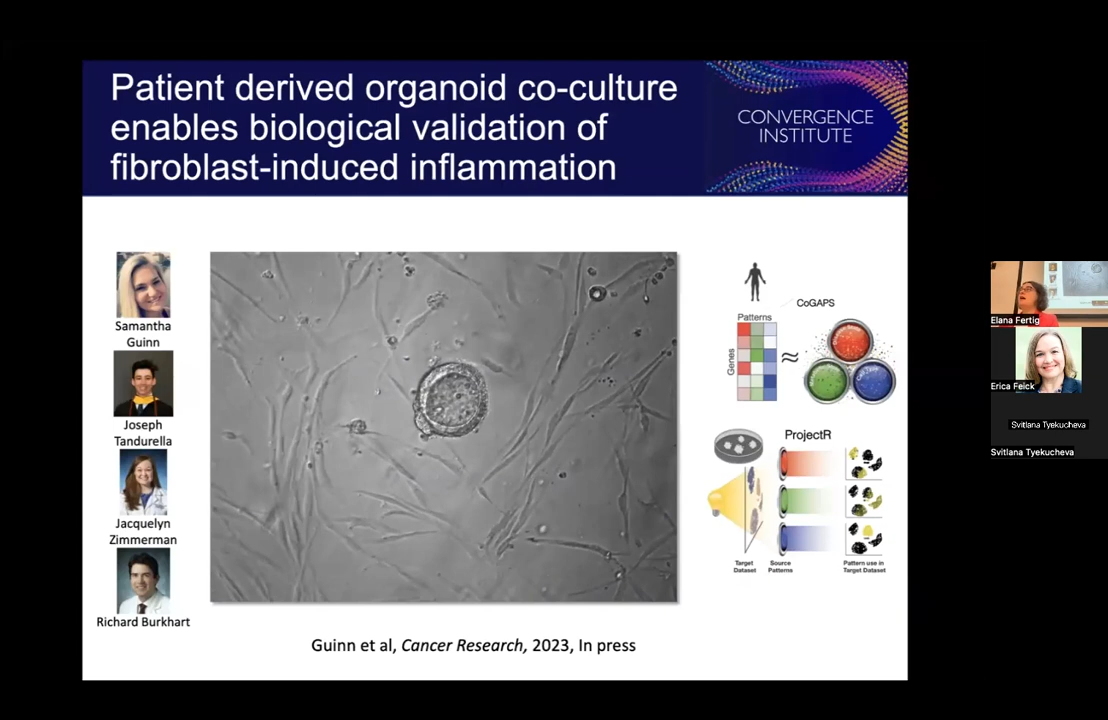 Patient derived organoid co-culture
enables biological validation of
fibroblast-induced inflammation
CONVERGENCE
INSTITUTE
Samantha
Guinn
Joseph
Tandurella
Jacquelyn
Zimmerman
Richard Burkhart
CoGAPS
Patterns
Genes
≈
ProjectR
Target
Dataset
Source
Patterns
Pattern use in
Target Dataset
Guinn et al, Cancer Research, 2023, In press
Elana Fertig
Erica Feick
Svitlana Tyekucheva
Svitlana Tyekucheva